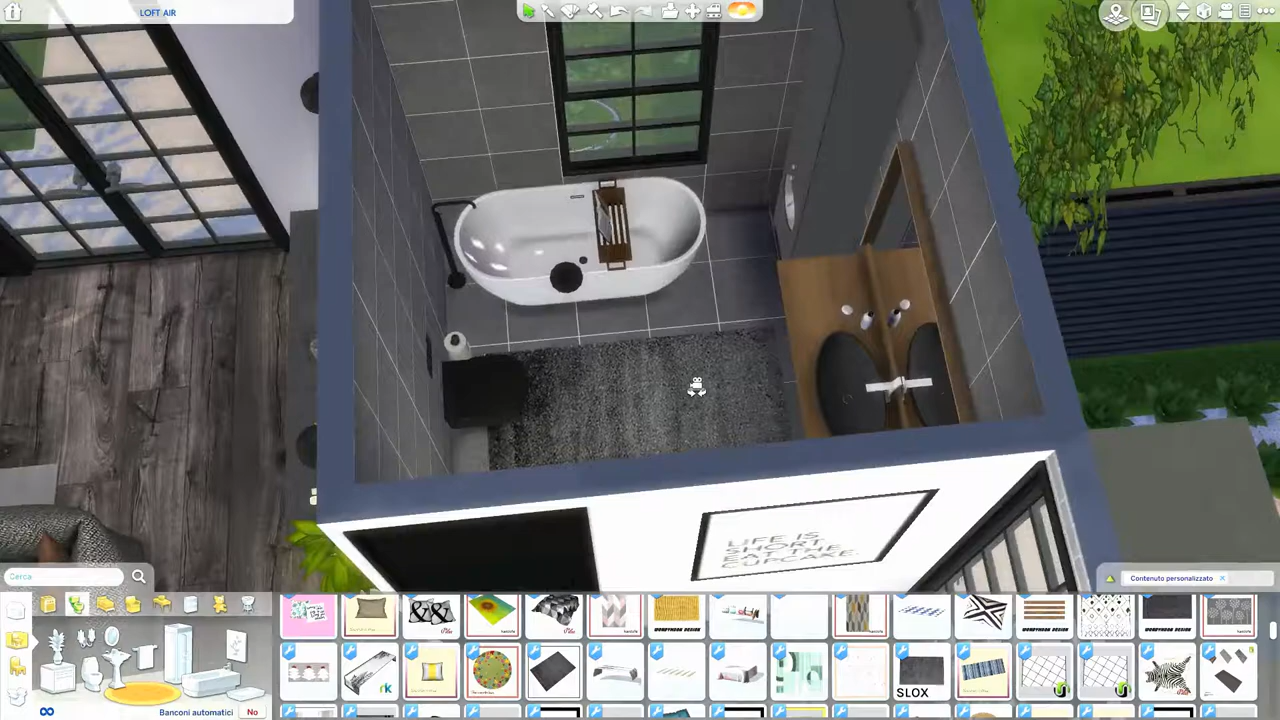 LOFT AIR
LIFE IS
SHORT.
EAT THE
CUPCAKE.
Cerca
Contenuto personalizzato
SLOX
Banconi automatici No